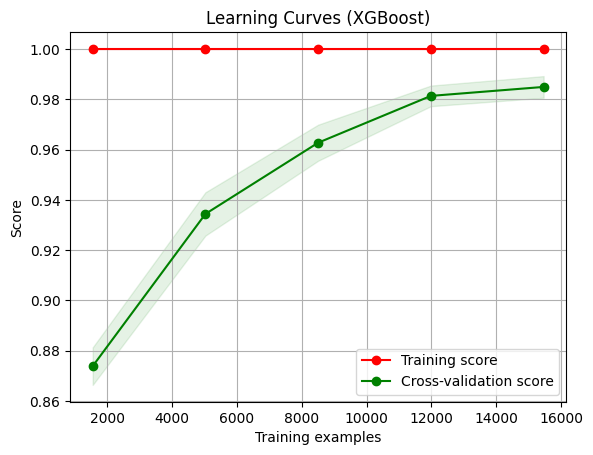 Learning Curves (XGBoost)
1.00
0.98
0.96
0.94
0.92
0.90
0.88
0.86
Score
Training score
Cross-validation score
2000 4000 6000 8000 10000 12000 14000 16000
Training examples